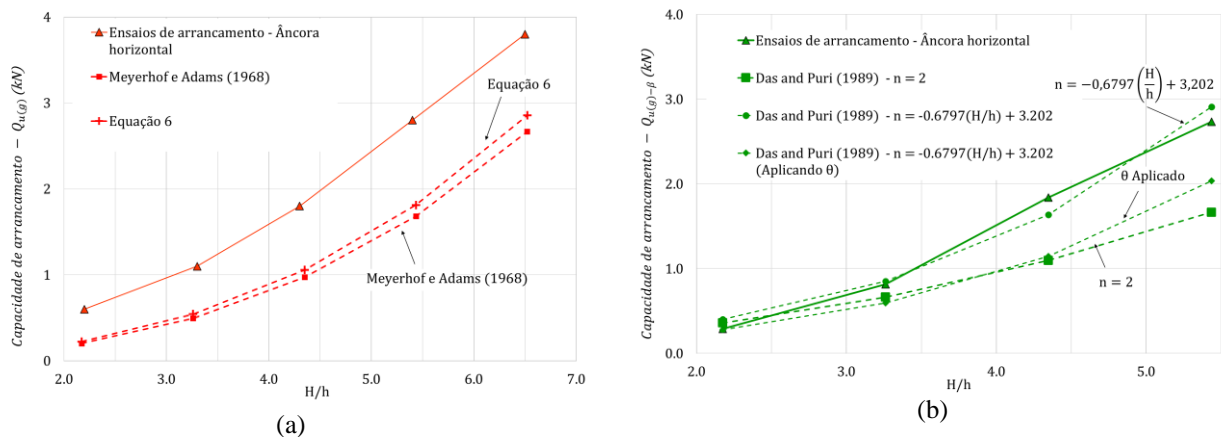 4
3
2
1
0
2.0 3.0 4.0 5.0 6.0 7.0
Capacidade de arrancamento − Qu(g) (kN)
H/h
Ensaios de arrancamento - Âncora
horizontal
Meyerhof e Adams (1968)
Equação 6
Equação 6
Meyerhof e Adams (1968)
(a)
4.0
3.0
2.0
1.0
0.0
2.0 3.0 4.0 5.0
Capacidade de arrancamento − Qu(g)−β (kN)
H/h
Ensaios de arrancamento - Âncora horizontal
Das and Puri (1989) - n = 2
Das and Puri (1989) - n = -0.6797(H/h) + 3.202
Das and Puri (1989) - n = -0.6797(H/h) + 3.202
(Aplicando θ)
n = −0,6797 (H/h) + 3,202
θ Aplicado
n = 2
(b)